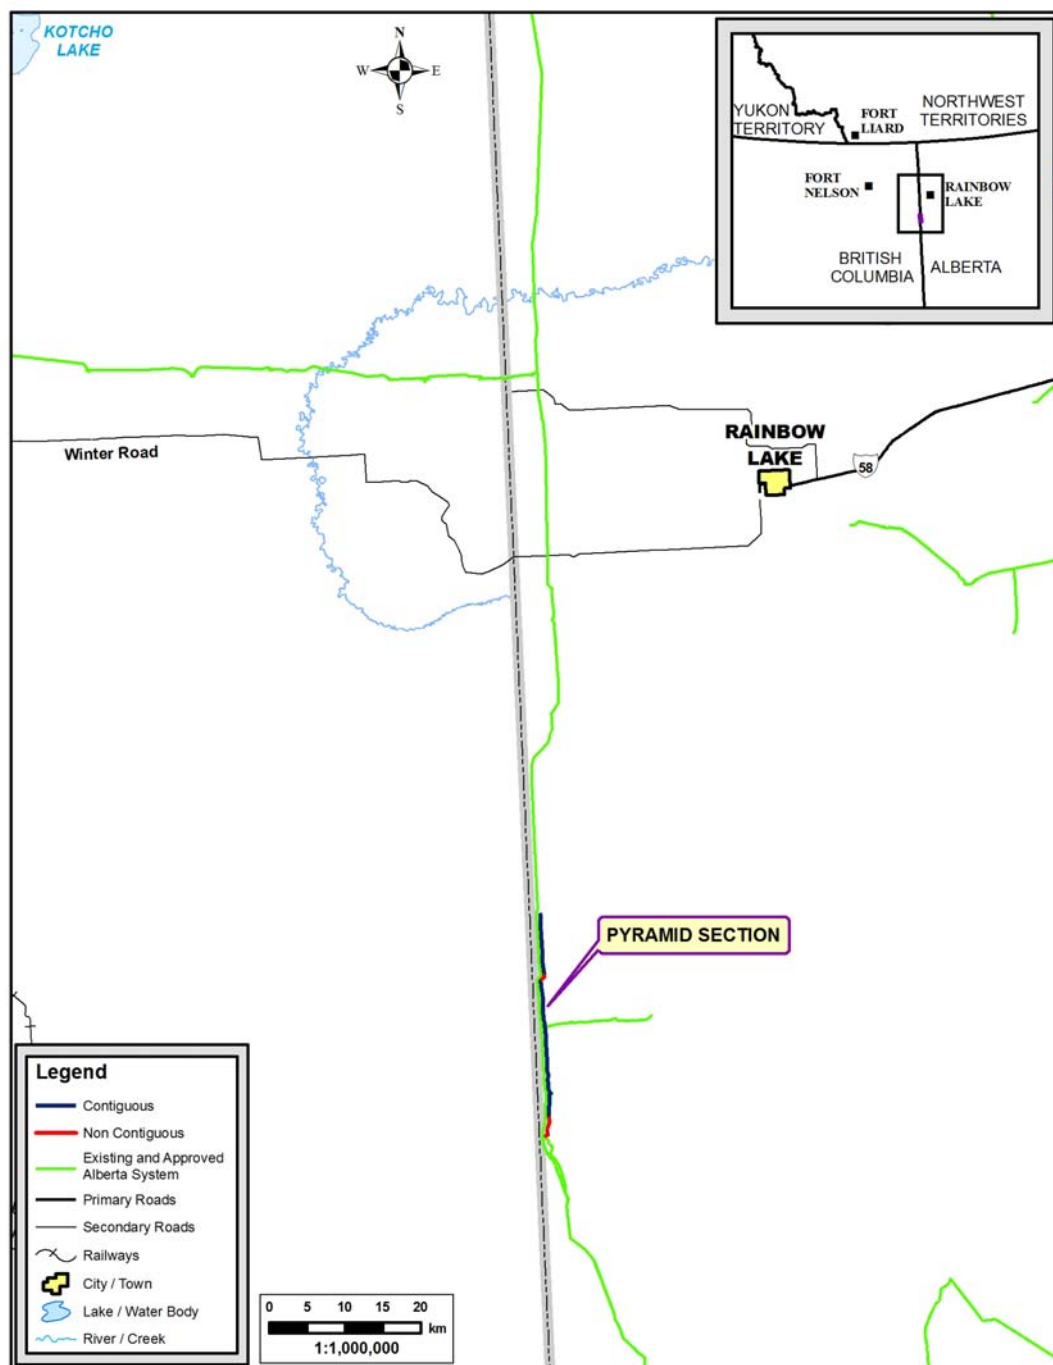 KOTCHO
LAKE
N
W
E
S
YUKON
TERRITORY
FORT
LIARD
NORTHWEST
TERRITORIES
FORT
NELSON
RAINBOW
LAKE
BRITISH
COLUMBIA
ALBERTA
Winter Road
RAINBOW
LAKE
58
PYRAMID SECTION
Legend
Contiguous
Non Contiguous
Existing and Approved
Alberta System
Primary Roads
Secondary Roads
Railways
City / Town
Lake / Water Body
River / Creek
0 5 10 15 20
km
1:1,000,000